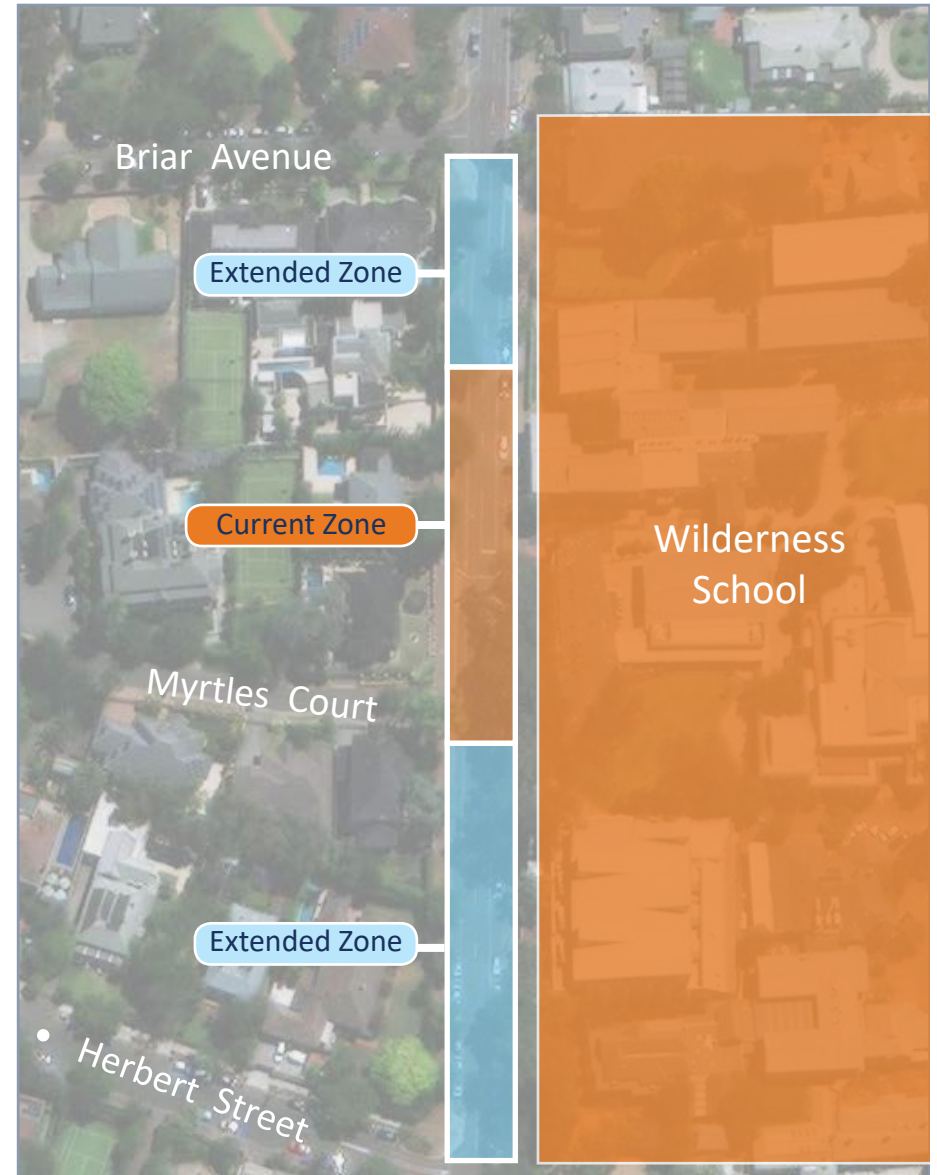 Briar Avenue
Extended Zone
Current Zone
Wilderness
School
Myrtles Court
Extended Zone
• Herbert Street